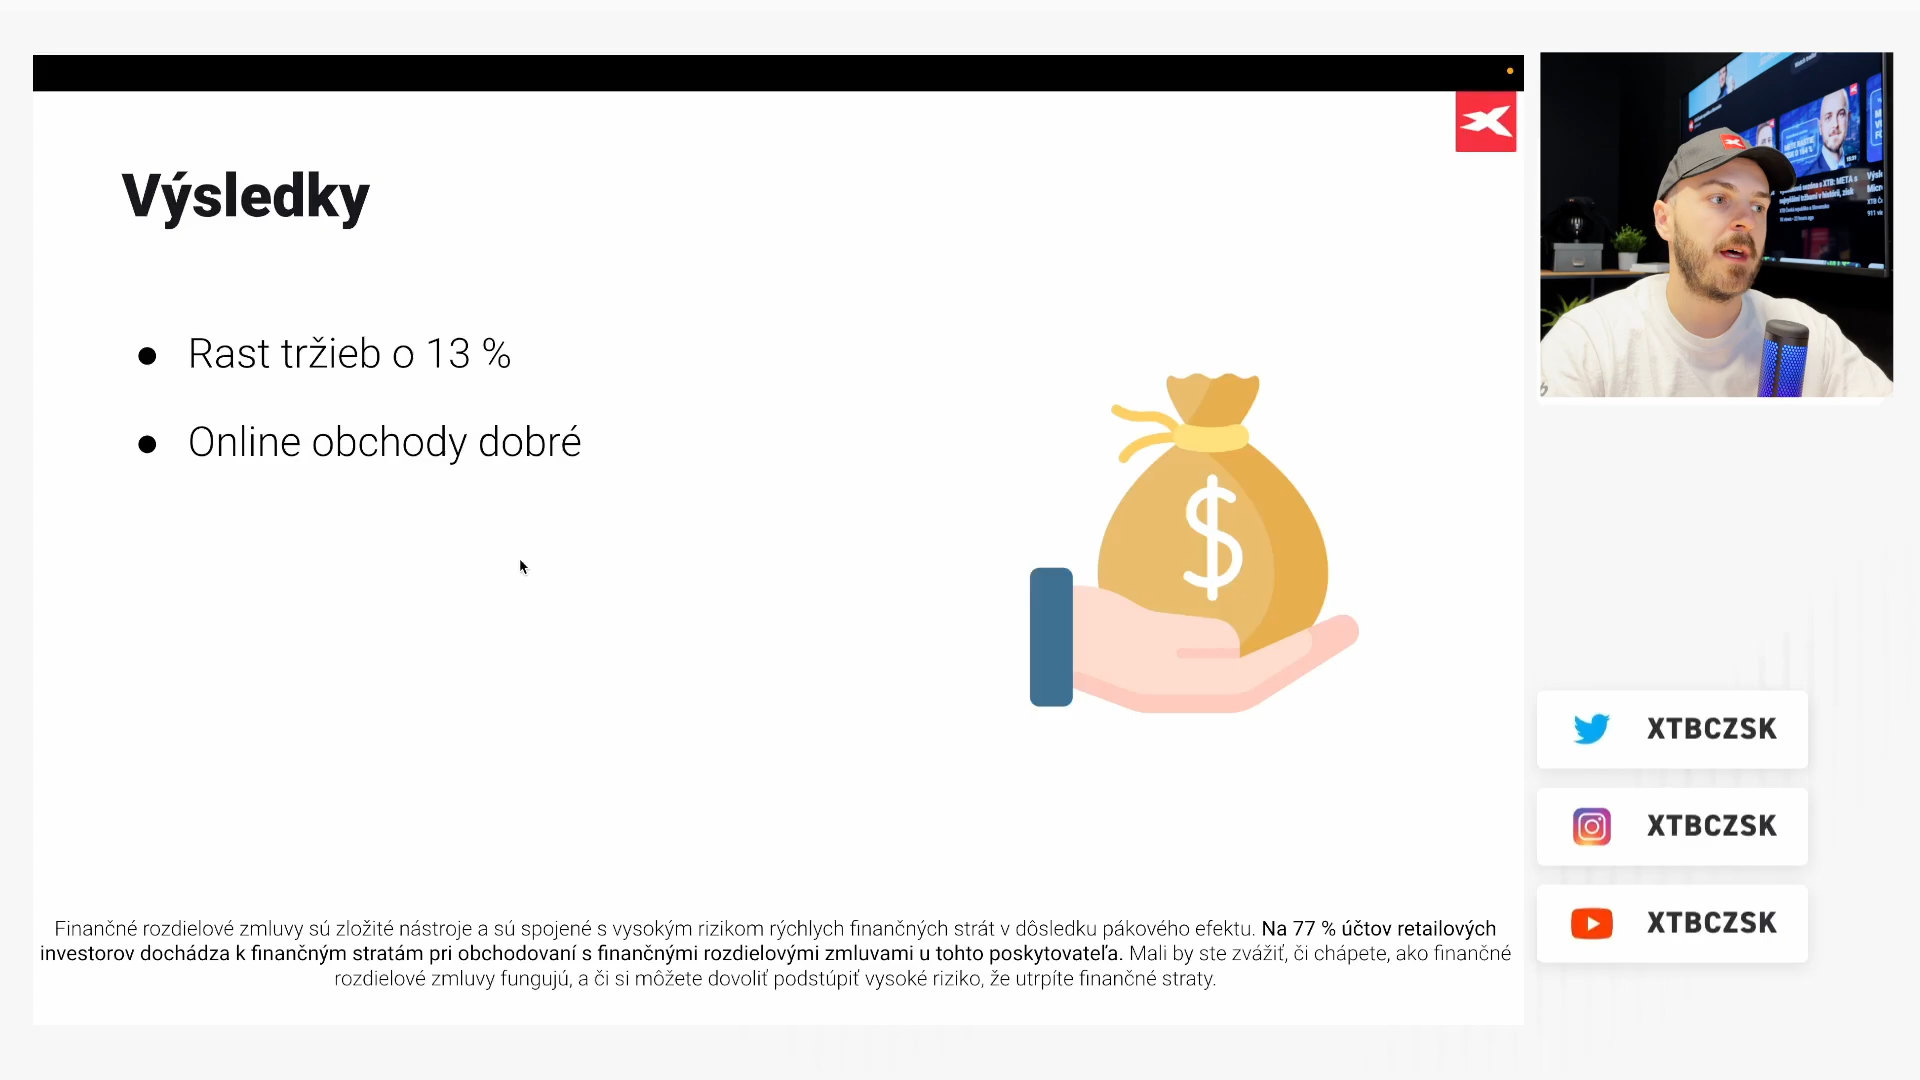 Výsledky
● Rast tržieb o 13 %
● Online obchody dobré
$
Finančné rozdielové zmluvy sú zložité nástroje a sú spojené s vysokým rizikom rýchlych finančných strát v dôsledku pákového efektu. Na 77 % účtov retailových
investorov dochádza k finančným stratám pri obchodovaní s finančnými rozdielovými zmluvami u tohto poskytovateľa. Mali by ste zvážiť, či chápete, ako finančné
rozdielové zmluvy fungujú, a či si môžete dovoliť podstúpiť vysoké riziko, že utrpíte finančné straty.
XTBCZSK
XTBCZSK
XTBCZSK